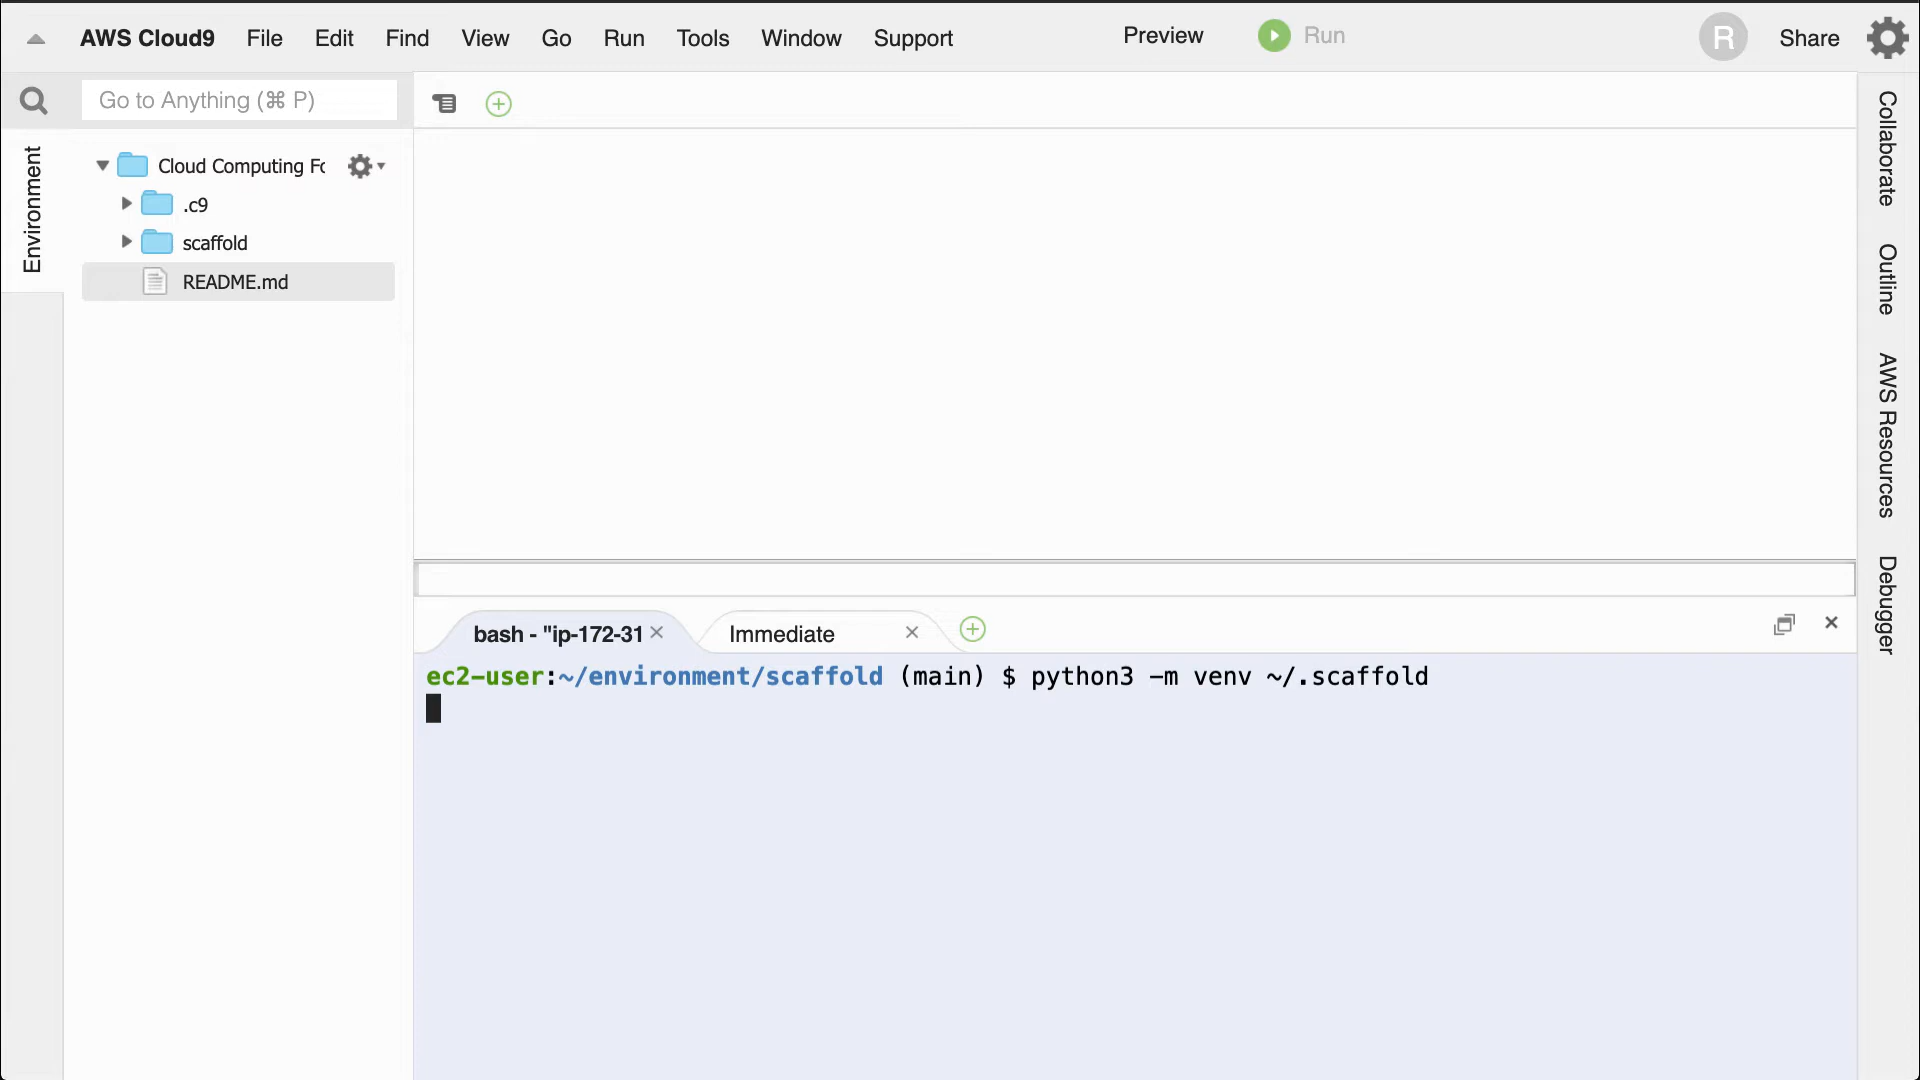 AWS Cloud9 File Edit Find View Go Run Tools Window Support Preview Run R Share
Go to Anything (⌘ P)
Environment
Cloud Computing Fo
.c9
scaffold
README.md
bash - "ip-172-31
Immediate
ec2-user:~/environment/scaffold (main) $ python3 -m venv ~/.scaffold
Collaborate
Outline
AWS Resources
Debugger